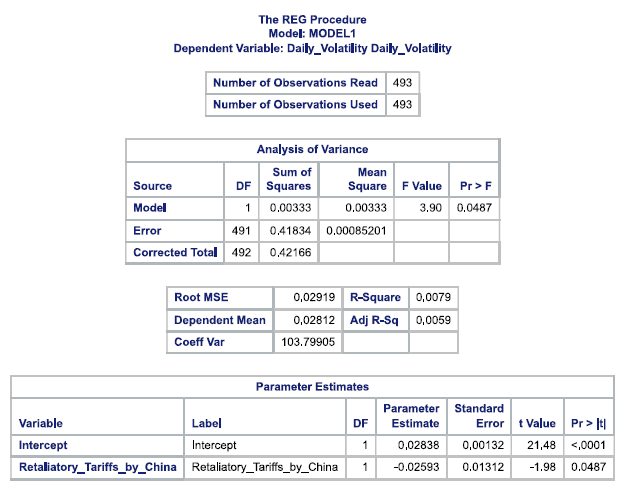 The REG Procedure
Model: MODEL1
Dependent Variable: Daily_Volatility Daily_Volatility
Number of Observations Read 493
Number of Observations Used 493
Analysis of Variance
Source DF Sum of Squares Mean Square F Value Pr > F
Model 1 0.00333 0.00333 3.90 0.0487
Error 491 0.41834 0.00085201
Corrected Total 492 0.42166
Root MSE 0,02919 R-Square 0,0079
Dependent Mean 0,02812 Adj R-Sq 0,0059
Coeff Var 103.79905
Parameter Estimates
Variable Label DF Parameter Estimate Standard Error t Value Pr > |t|
Intercept Intercept 1 0,02838 0,00132 21,48 <,0001
Retaliatory_Tariffs_by_China Retaliatory_Tariffs_by_China 1 -0.02593 0.01312 -1.98 0.0487